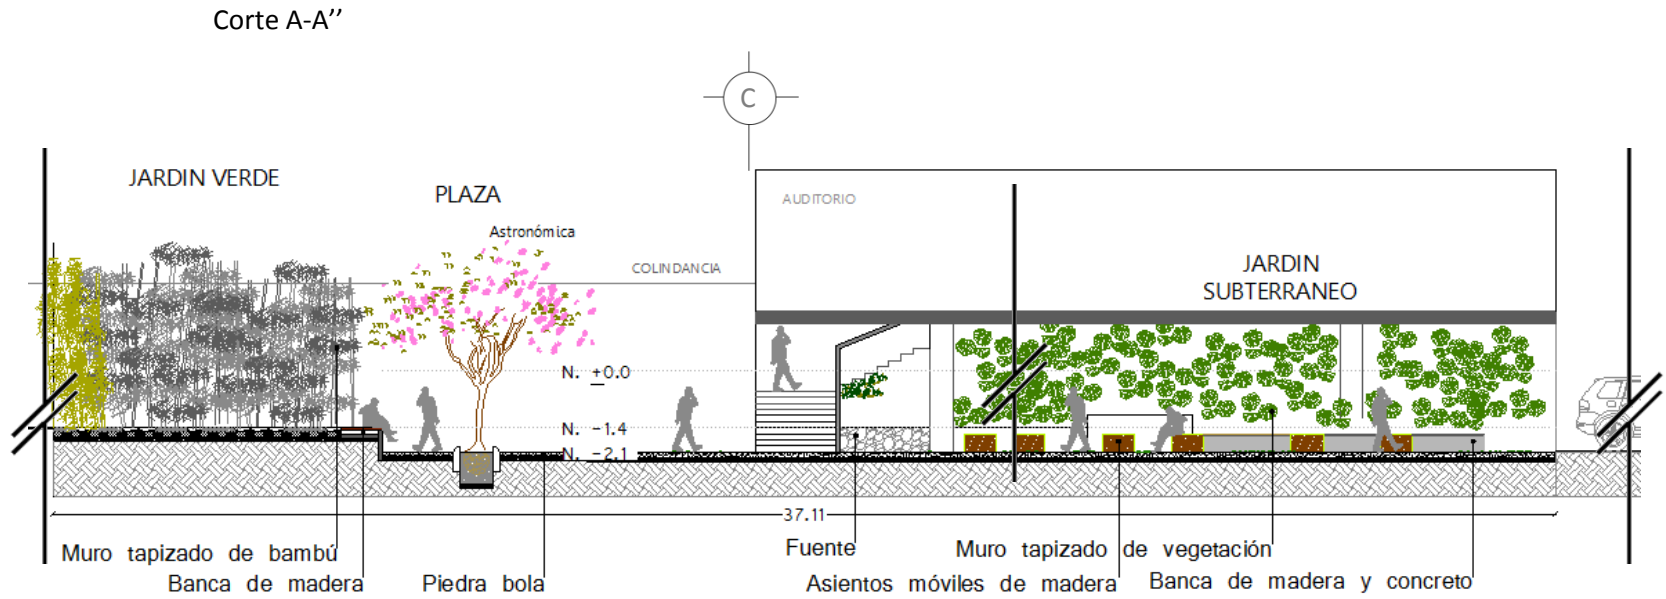 Corte A-A’’
C
JARDIN VERDE
PLAZA
AUDITORIO
Astronómica
COLINDANCIA
JARDIN
SUBTERRANEO
N. +0.0
N. -1.4
N. -2.1
37.11
Muro tapizado de bambú
Fuente
Muro tapizado de vegetación
Banca de madera
Piedra bola
Asientos móviles de madera
Banca de madera y concreto